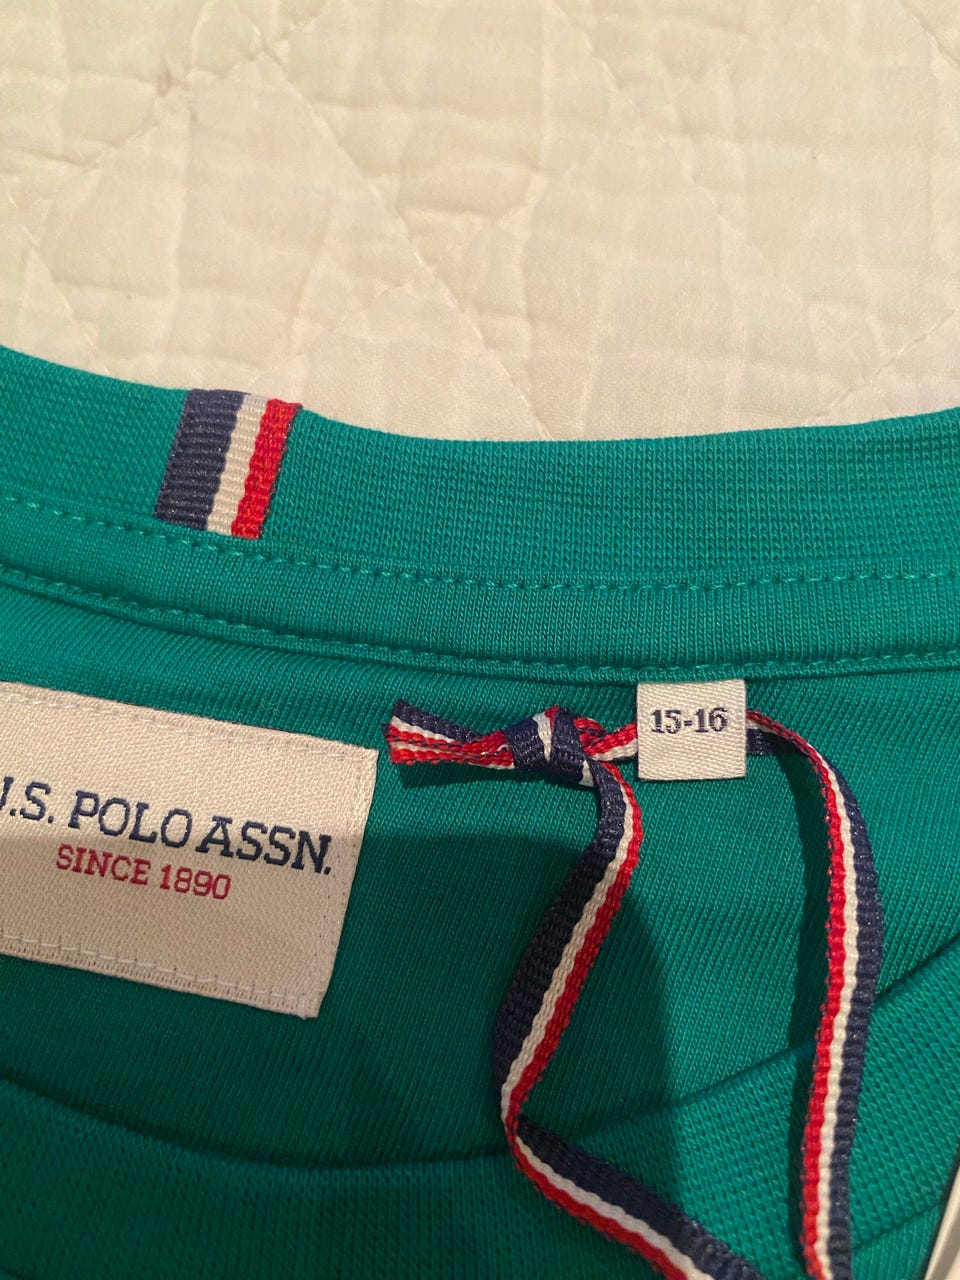 U.S. POLO ASSN.
SINCE 1890
15-16